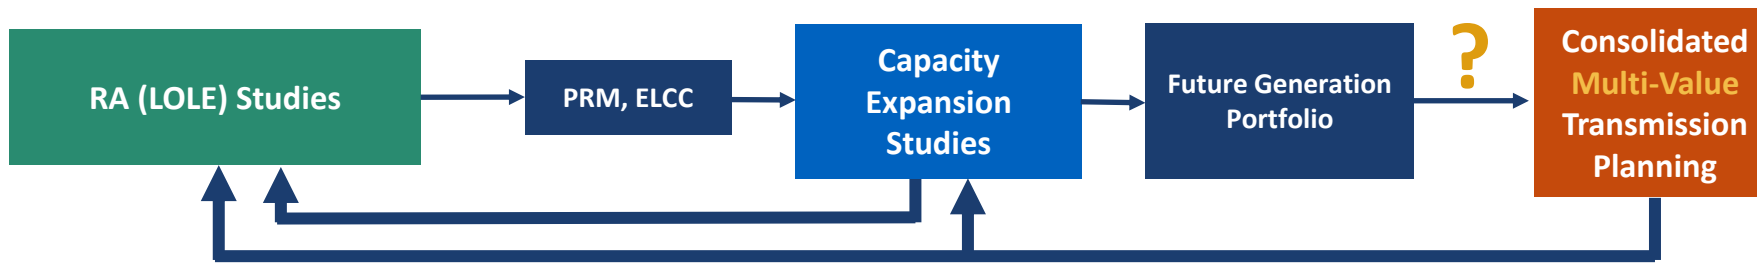 RA (LOLE) Studies
PRM, ELCC
Capacity
Expansion
Studies
Future Generation
Portfolio
?
Consolidated
Multi-Value
Transmission
Planning